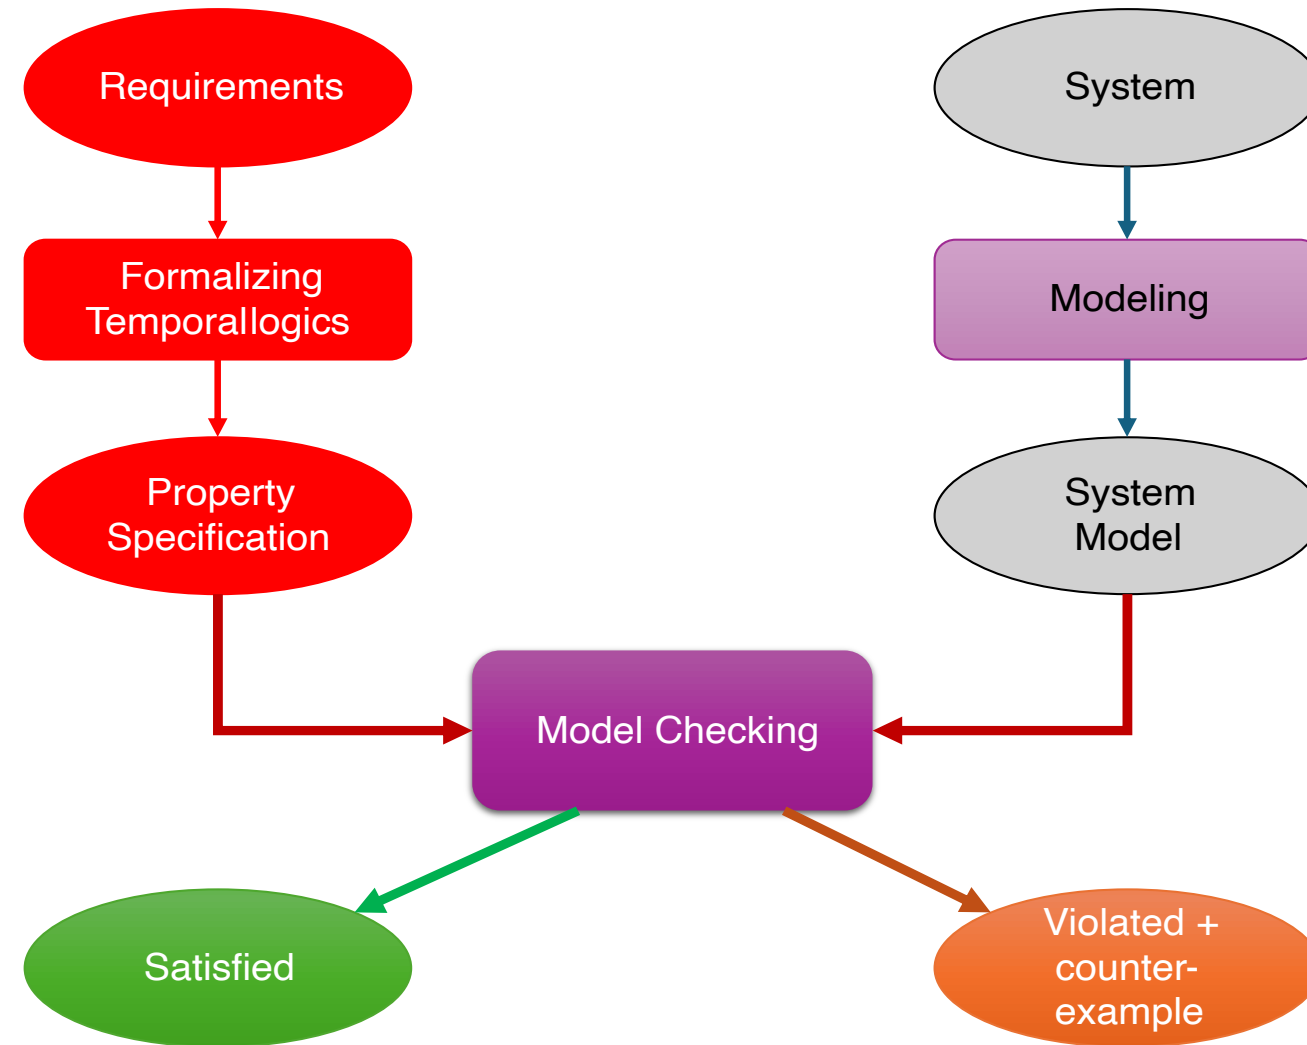 Requirements
System
Formalizing
Temporallogics
Modeling
Property
Specification
System
Model
Model Checking
Satisfied
Violated +
counter-
example